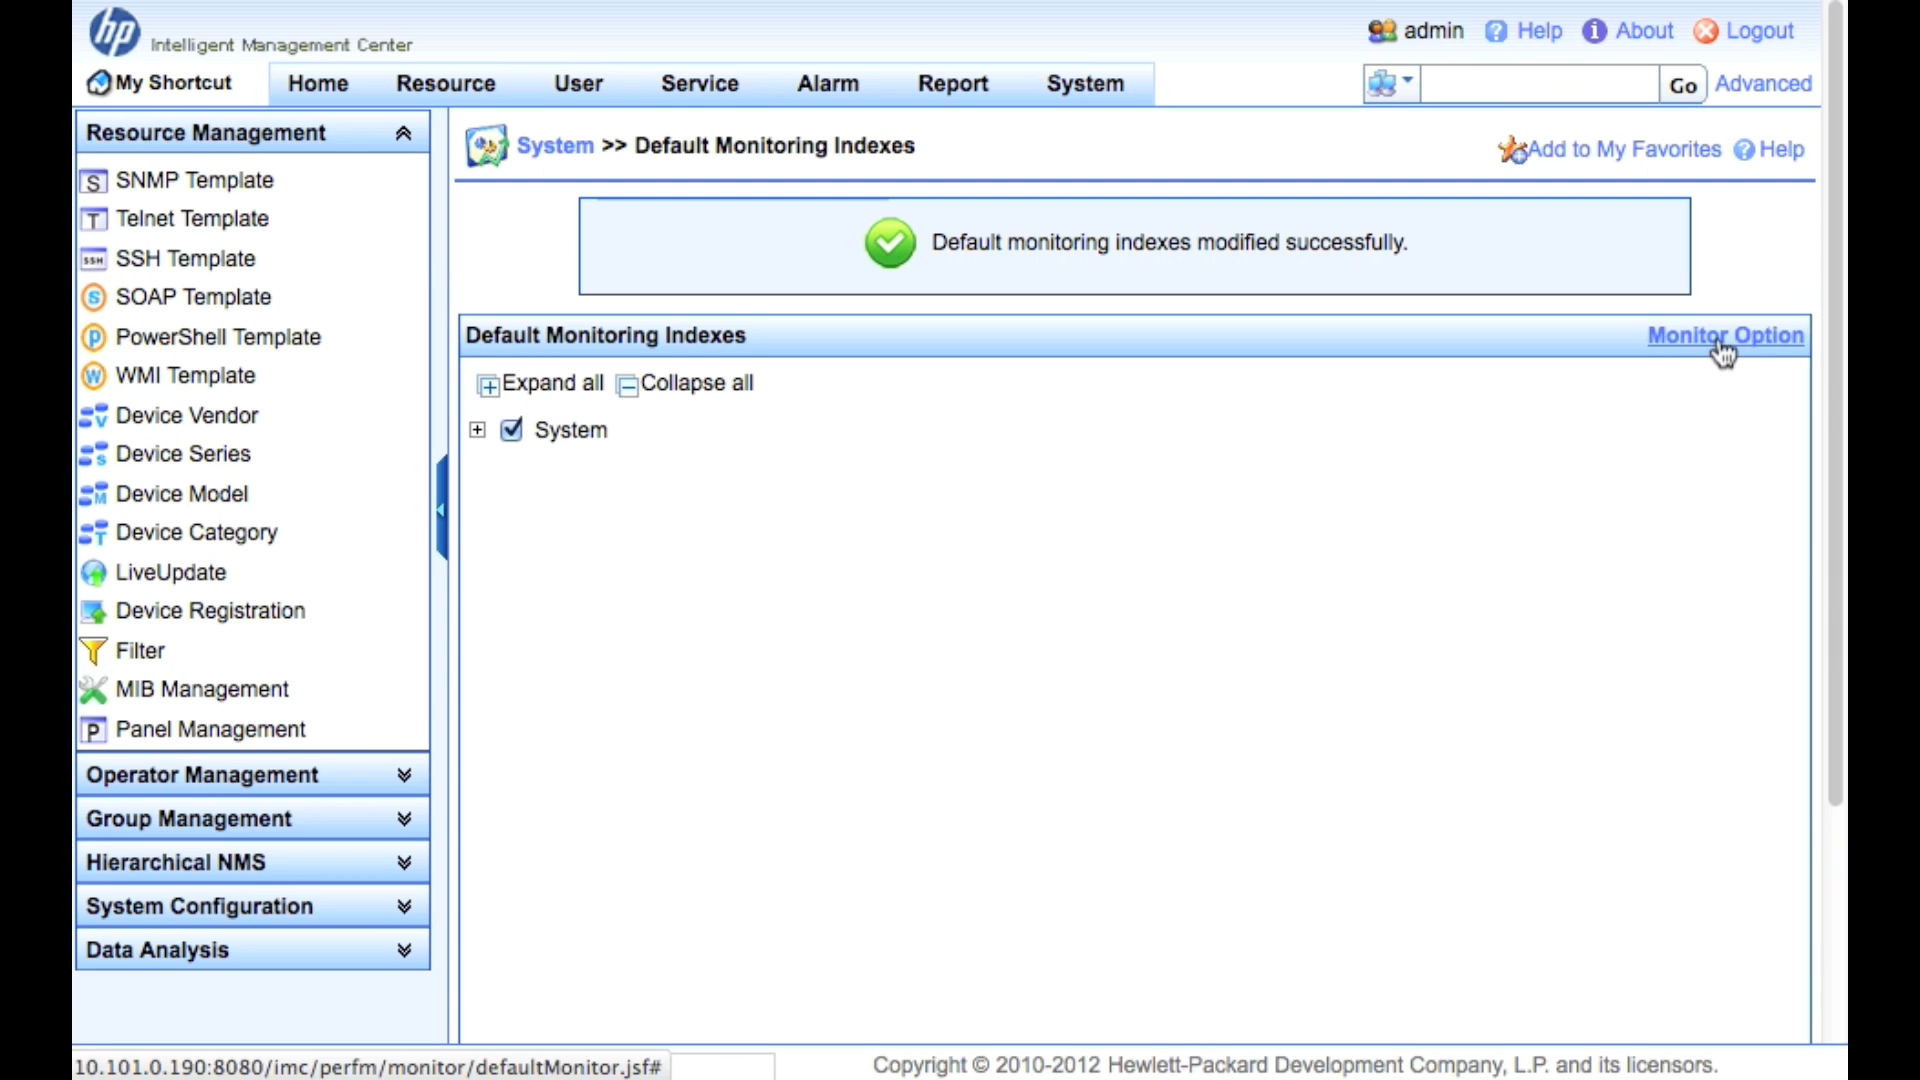 hp Intelligent Management Center
admin Help About Logout
My Shortcut Home Resource User Service Alarm Report System Go Advanced
Resource Management
SNMP Template
Telnet Template
SSH Template
SOAP Template
PowerShell Template
WMI Template
Device Vendor
Device Series
Device Model
Device Category
LiveUpdate
Device Registration
Filter
MIB Management
Panel Management
Operator Management
Group Management
Hierarchical NMS
System Configuration
Data Analysis
System >> Default Monitoring Indexes
Add to My Favorites Help
Default monitoring indexes modified successfully.
Default Monitoring Indexes Monitor Option
Expand all Collapse all
System
10.101.0.190:8080/imc/perfm/monitor/defaultMonitor.jsf#
Copyright © 2010-2012 Hewlett-Packard Development Company, L.P. and its licensors.